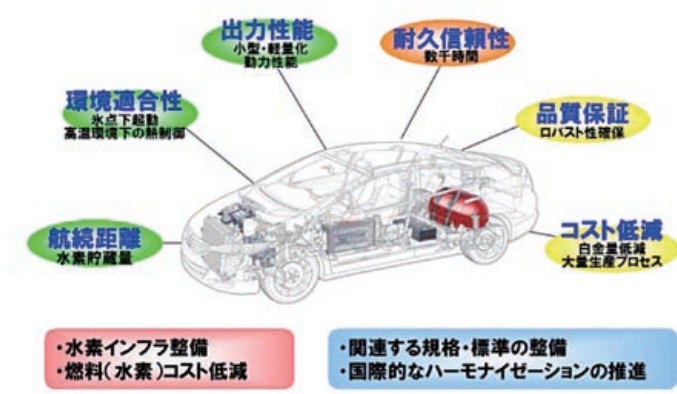 出力性能
小型・軽量化
動力性能
耐久信頼性
数千時間
環境適合性
氷点下起動
高温環境下の熱制御
品質保証
ロバスト性確保
航続距離
水素貯蔵量
コスト低減
白金量低減
大量生産プロセス
・水素インフラ整備
・燃料(水素)コスト低減
・関連する規格・標準の整備
・国際的なハーモナイゼーションの推進